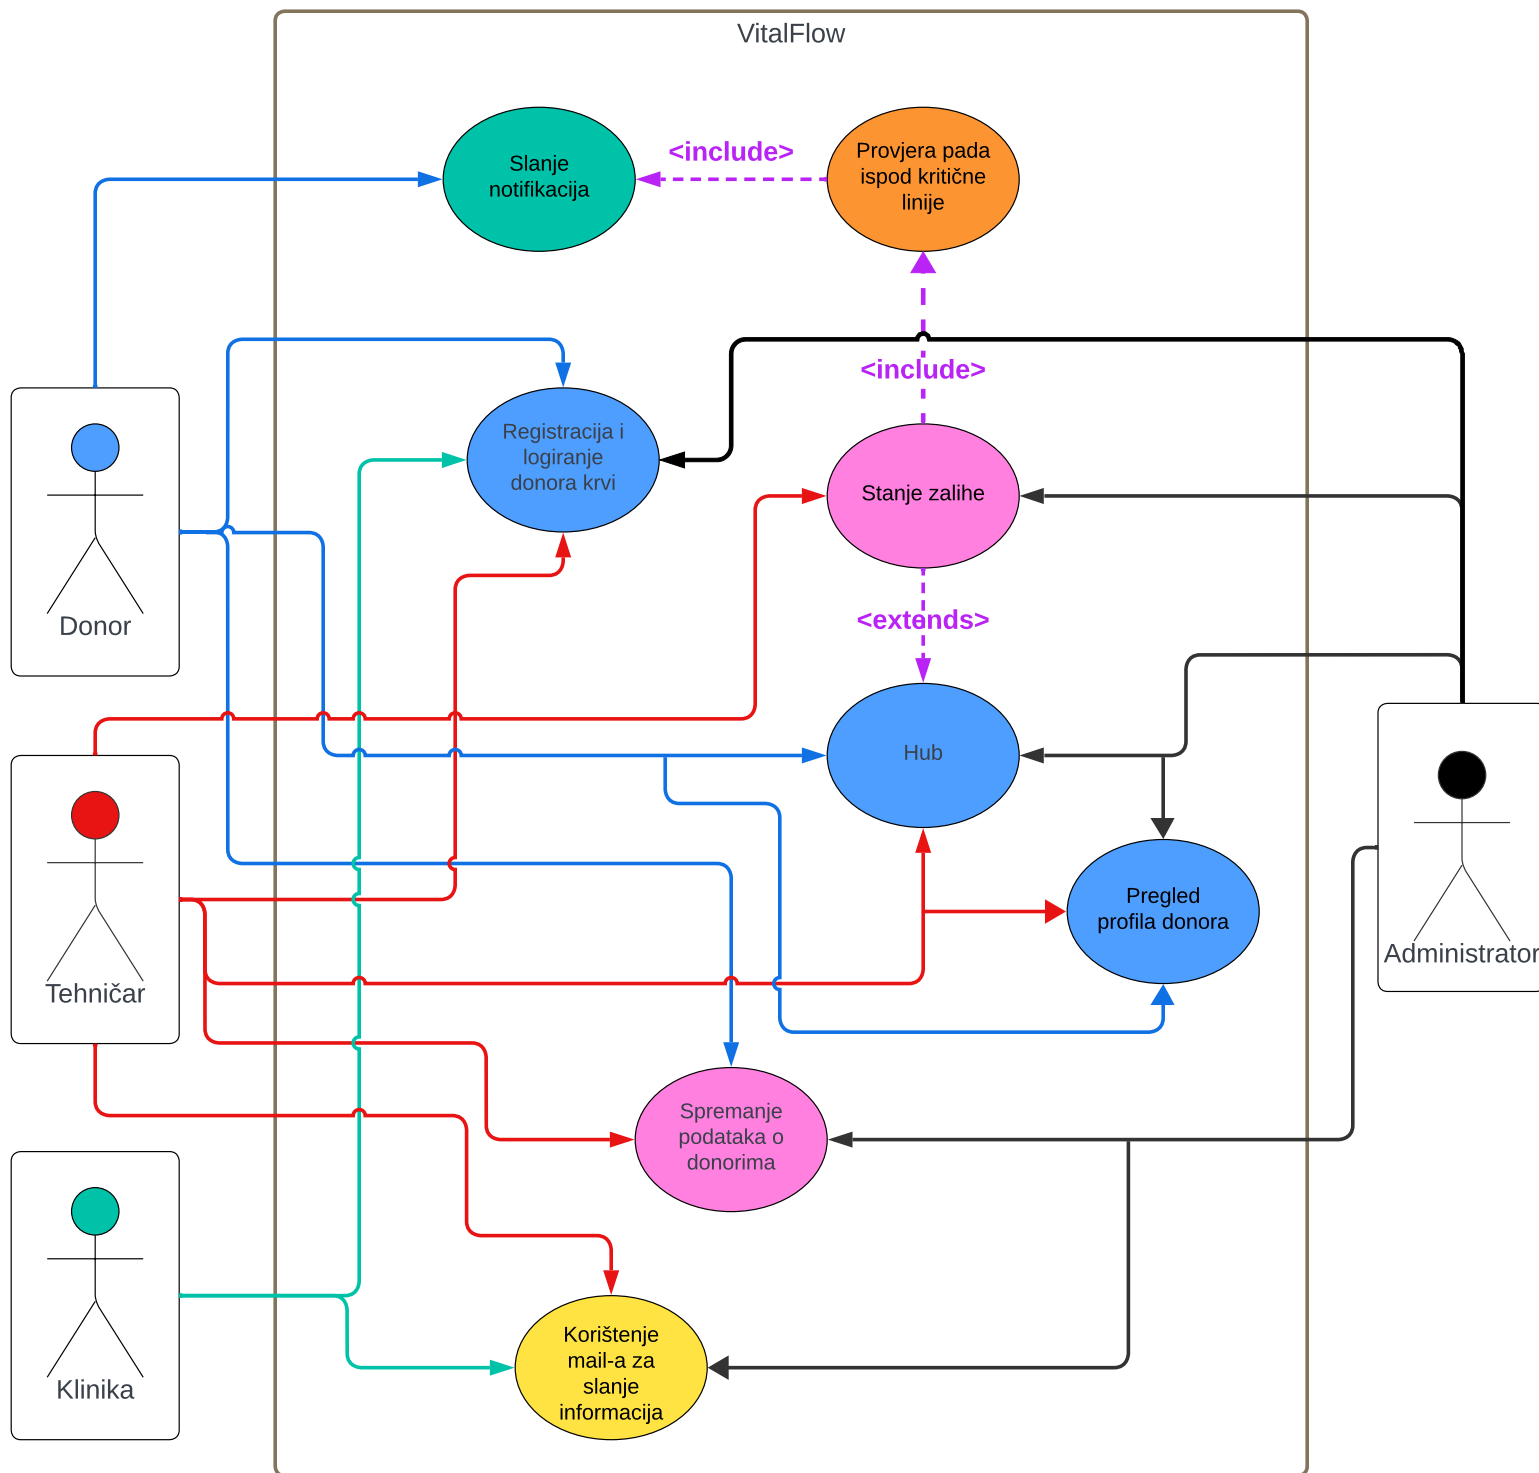 VitalFlow
Slanje
notifikacija
<include>
Provjera pada
ispod kritične
linije
<include>
Registracija i
logiranje
donora krvi
Stanje zalihe
Donor
<extends>
Hub
Pregled
profila donora
Tehničar
Administrator
Spremanje
podataka o
donorima
Klinika
Korištenje
mail-a za
slanje
informacija